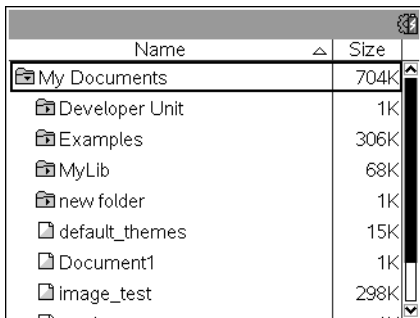 Name Size
My Documents 704K
Developer Unit 1K
Examples 306K
MyLib 68K
new folder 1K
default_themes 15K
Document1 1K
image_test 298K